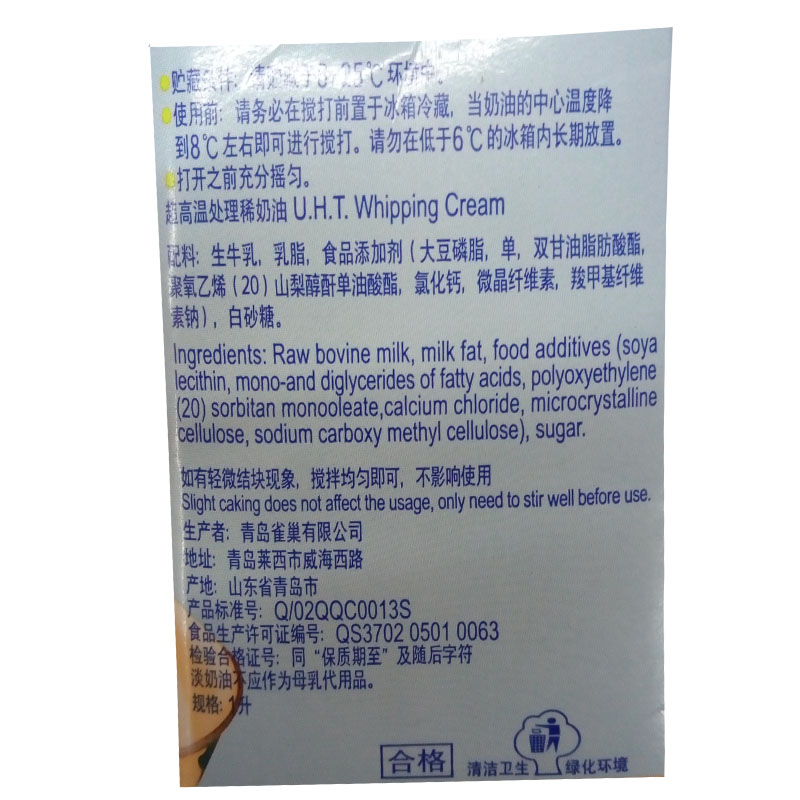 贮藏条件:
使用前: 请务必在搅打前置于冰箱冷藏, 当奶油的中心温度降
到8℃左右即可进行搅打。请勿在低于6℃的冰箱内长期放置。
打开之前充分摇匀。
超高温处理稀奶油 U.H.T. Whipping Cream
配料: 生牛乳, 乳脂, 食品添加剂 (大豆磷脂, 单, 双甘油脂肪酸酯,
聚氧乙烯 (20) 山梨醇酐单油酸酯, 氯化钙, 微晶纤维素, 羧甲基纤维
素钠), 白砂糖。
Ingredients: Raw bovine milk, milk fat, food additives (soya
lecithin, mono-and diglycerides of fatty acids, polyoxyethylene
(20) sorbitan monooleate,calcium chloride, microcrystalline
cellulose, sodium carboxy methyl cellulose), sugar.
如有轻微结块现象, 搅拌均匀即可, 不影响使用
Slight caking does not affect the usage, only need to stir well before use.
生产者: 青岛雀巢有限公司
地址: 青岛莱西市威海西路
产地: 山东省青岛市
产品标准号: Q/02QQC0013S
食品生产许可证编号: QS3702 0501 0063
检验合格证号: 同“保质期至”及随后字符
淡奶油不应作为母乳代用品。
规格: 1升
合格
清洁卫生 绿化环境